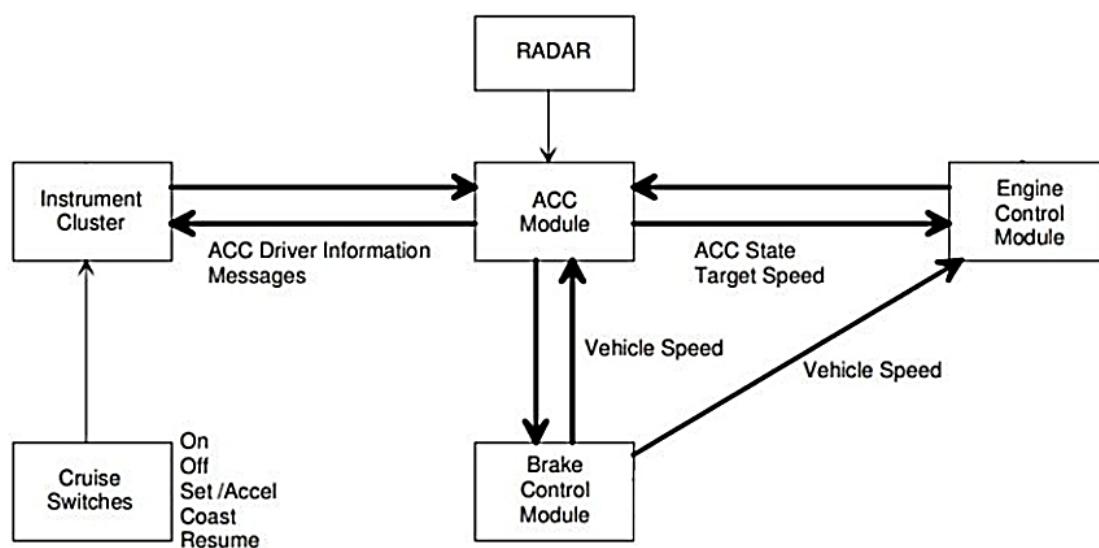 RADAR
Instrument
Cluster
ACC
Module
Engine
Control
Module
ACC Driver Information
Messages
ACC State
Target Speed
Vehicle Speed
Vehicle Speed
Cruise
Switches
On
Off
Set /Accel
Coast
Resume
Brake
Control
Module